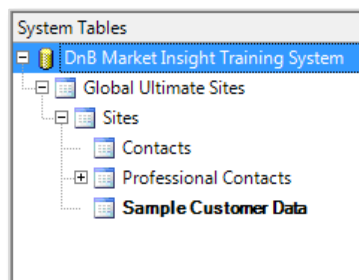 System Tables
DnB Market Insight Training System
Global Ultimate Sites
Sites
Contacts
Professional Contacts
Sample Customer Data